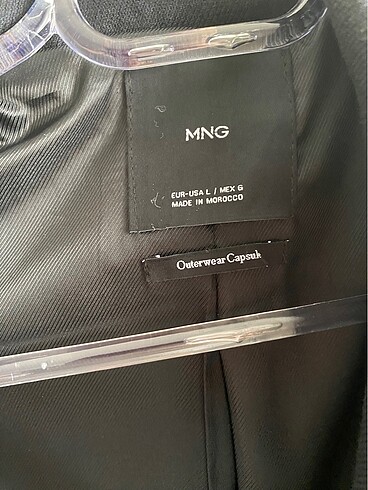 MNG
EUR-USA L / MEX G
MADE IN MOROCCO
Outerwear Capsule